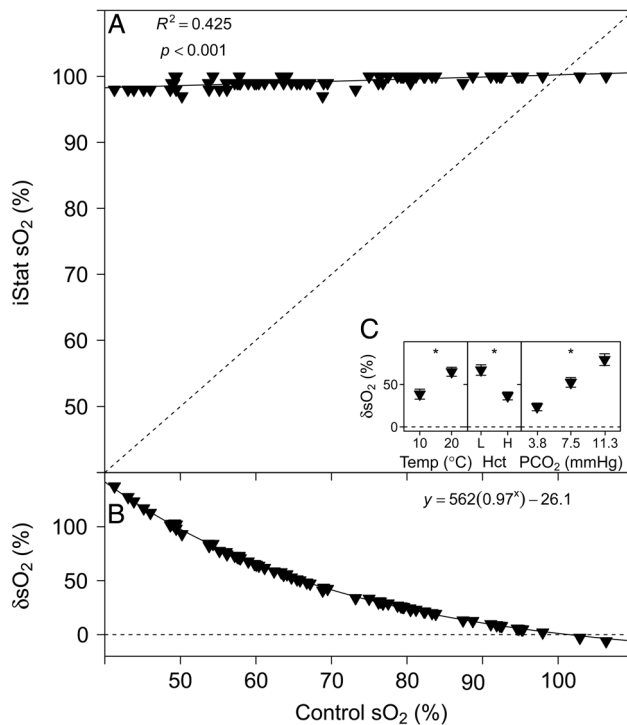 A
R² = 0.425
p < 0.001
100
90
80
70
60
50
40
iStat sO₂ (%)
C
* * *
50
0
δsO₂ (%)
10 20 L H 3.8 7.5 11.3
Temp (°C) Hct PCO₂ (mmHg)
B
y = 562(0.97ˣ) – 26.1
100
50
0
δsO₂ (%)
50 60 70 80 90 100
Control sO₂ (%)